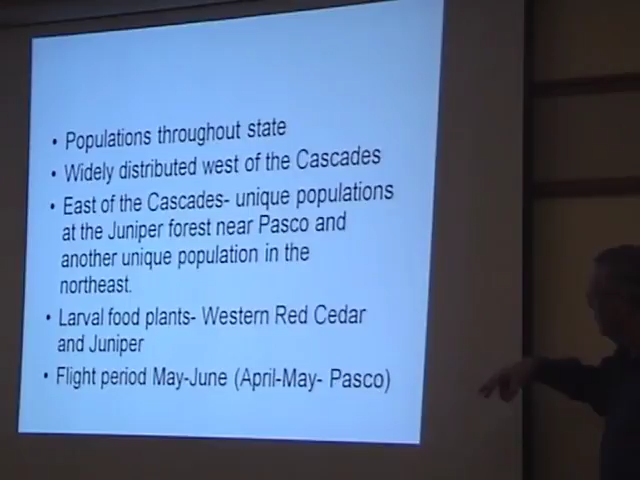 • Populations throughout state
• Widely distributed west of the Cascades
• East of the Cascades- unique populations
at the Juniper forest near Pasco and
another unique population in the
northeast.
• Larval food plants- Western Red Cedar
and Juniper
• Flight period May-June (April-May- Pasco)